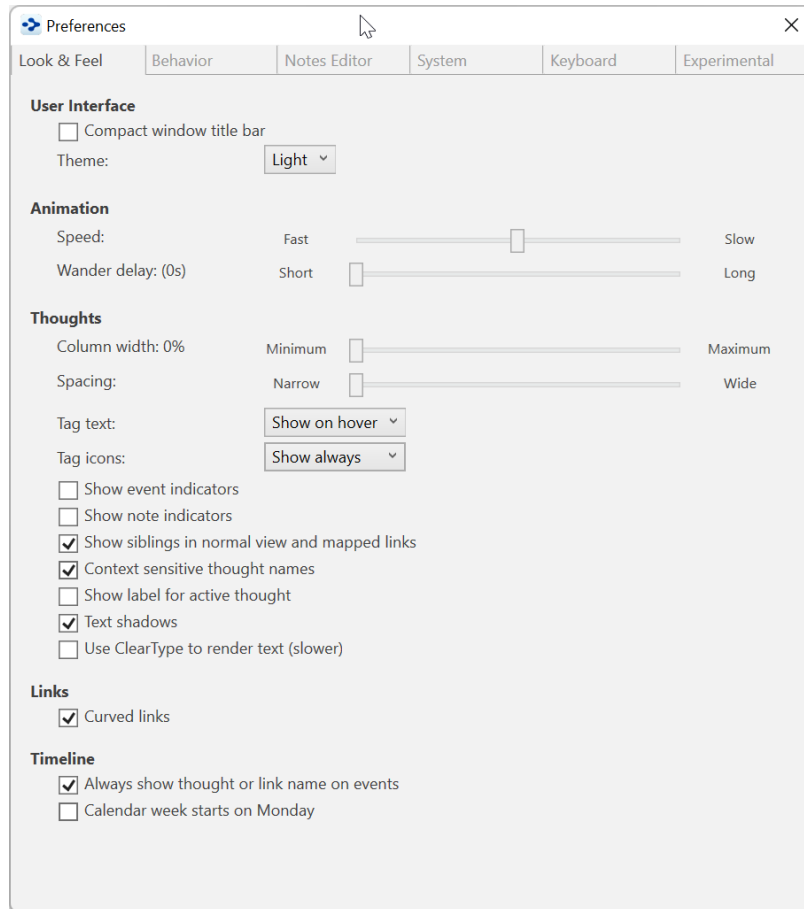 Preferences
Look & Feel Behavior Notes Editor System Keyboard Experimental
User Interface
Compact window title bar
Theme: Light
Animation
Speed: Fast Slow
Wander delay: (0s) Short Long
Thoughts
Column width: 0% Minimum Maximum
Spacing: Narrow Wide
Tag text: Show on hover
Tag icons: Show always
Show event indicators
Show note indicators
Show siblings in normal view and mapped links
Context sensitive thought names
Show label for active thought
Text shadows
Use ClearType to render text (slower)
Links
Curved links
Timeline
Always show thought or link name on events
Calendar week starts on Monday